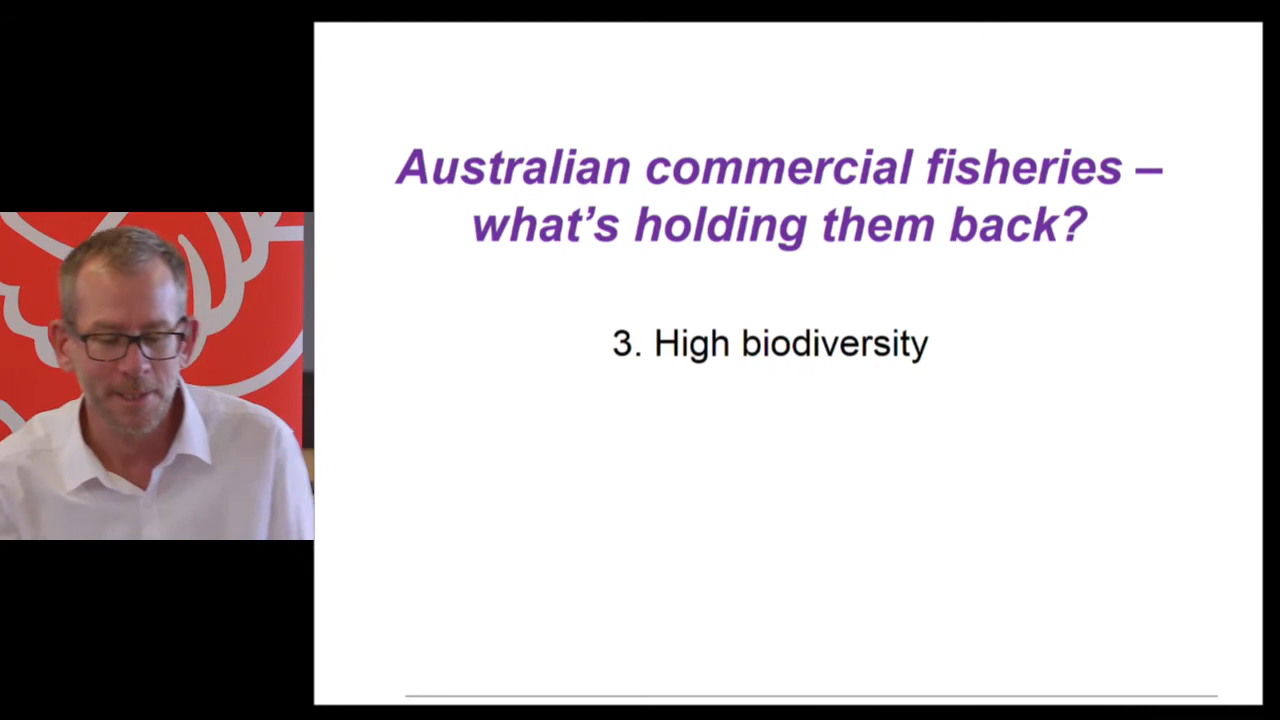 Australian commercial fisheries –
what’s holding them back?
3. High biodiversity